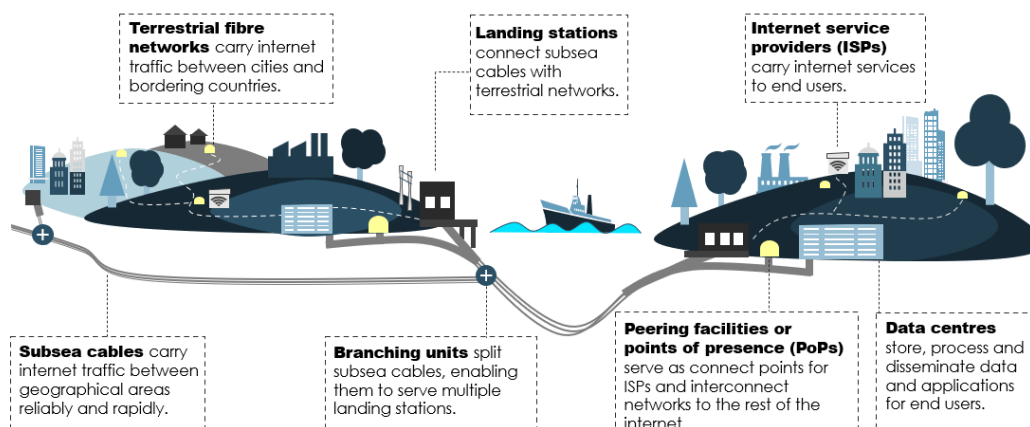 Terrestrial fibre
networks carry internet
traffic between cities and
bordering countries.
Landing stations
connect subsea
cables with
terrestrial networks.
Internet service
providers (ISPs)
carry internet services
to end users.
Subsea cables carry
internet traffic between
geographical areas
reliably and rapidly.
Branching units split
subsea cables, enabling
them to serve multiple
landing stations.
Peering facilities or
points of presence (PoPs)
serve as connect points for
ISPs and interconnect
networks to the rest of the
internet
Data centres
store, process and
disseminate data
and applications
for end users.